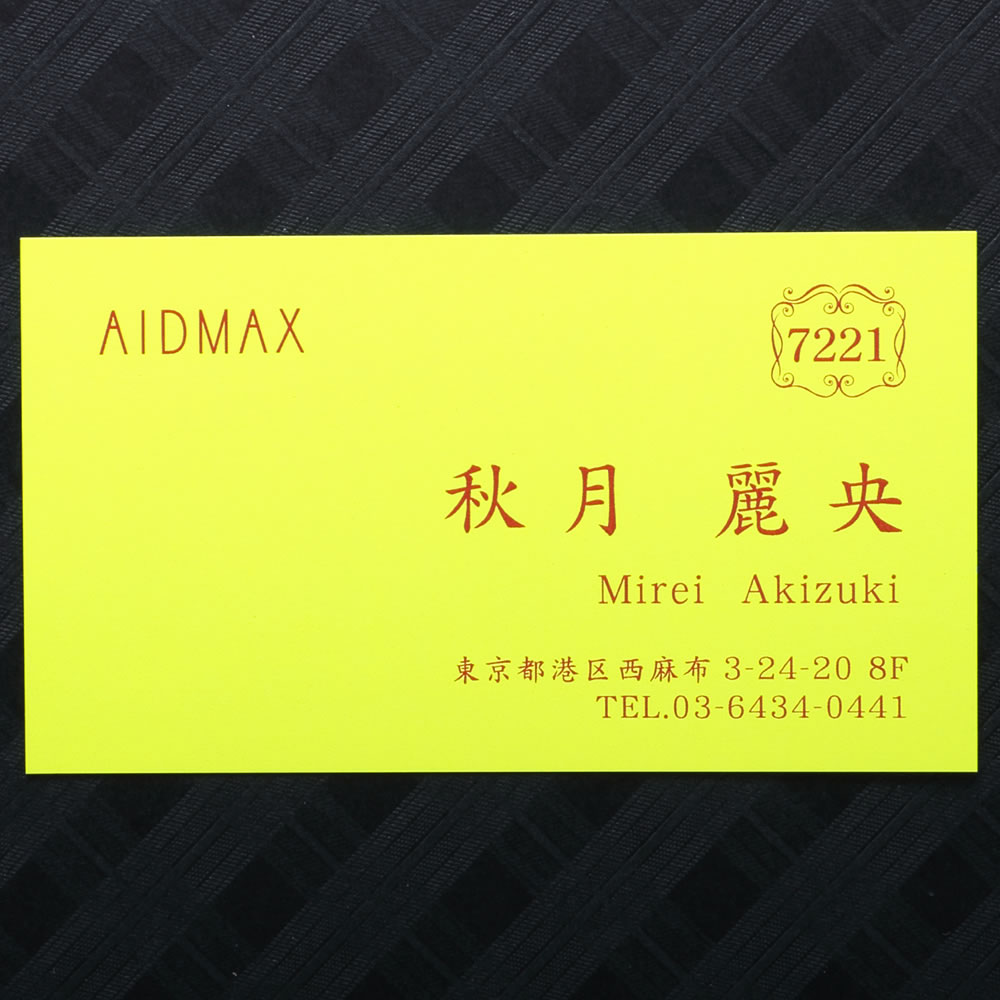 AIDMAX
7221
秋月 麗央
Mirei Akizuki
東京都港区西麻布 3-24-20 8F
TEL.03-6434-0441